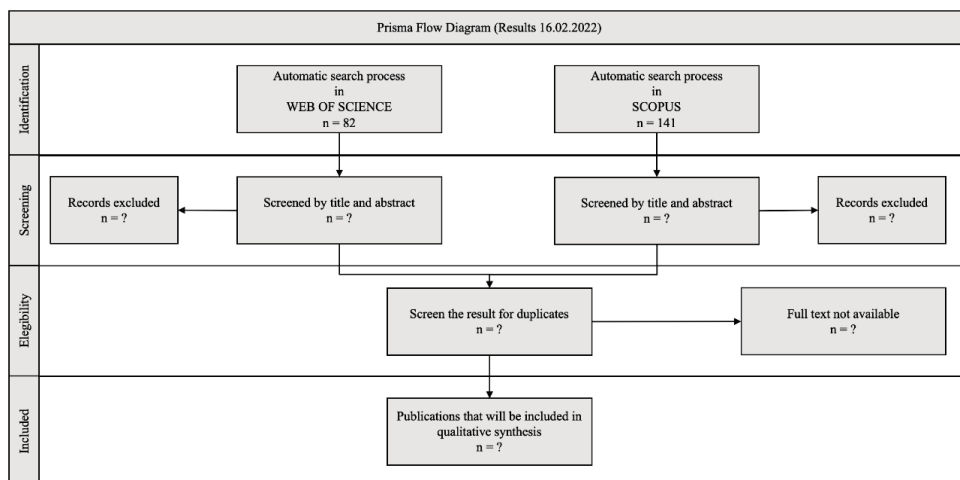 Prisma Flow Diagram (Results 16.02.2022)
Identification
Automatic search process
in
WEB OF SCIENCE
n = 82
Automatic search process
in
SCOPUS
n = 141
Screening
Records excluded
n = ?
Screened by title and abstract
n = ?
Screened by title and abstract
n = ?
Records excluded
n = ?
Elegibility
Screen the result for duplicates
n = ?
Full text not available
n = ?
Included
Publications that will be included in
qualitative synthesis
n = ?